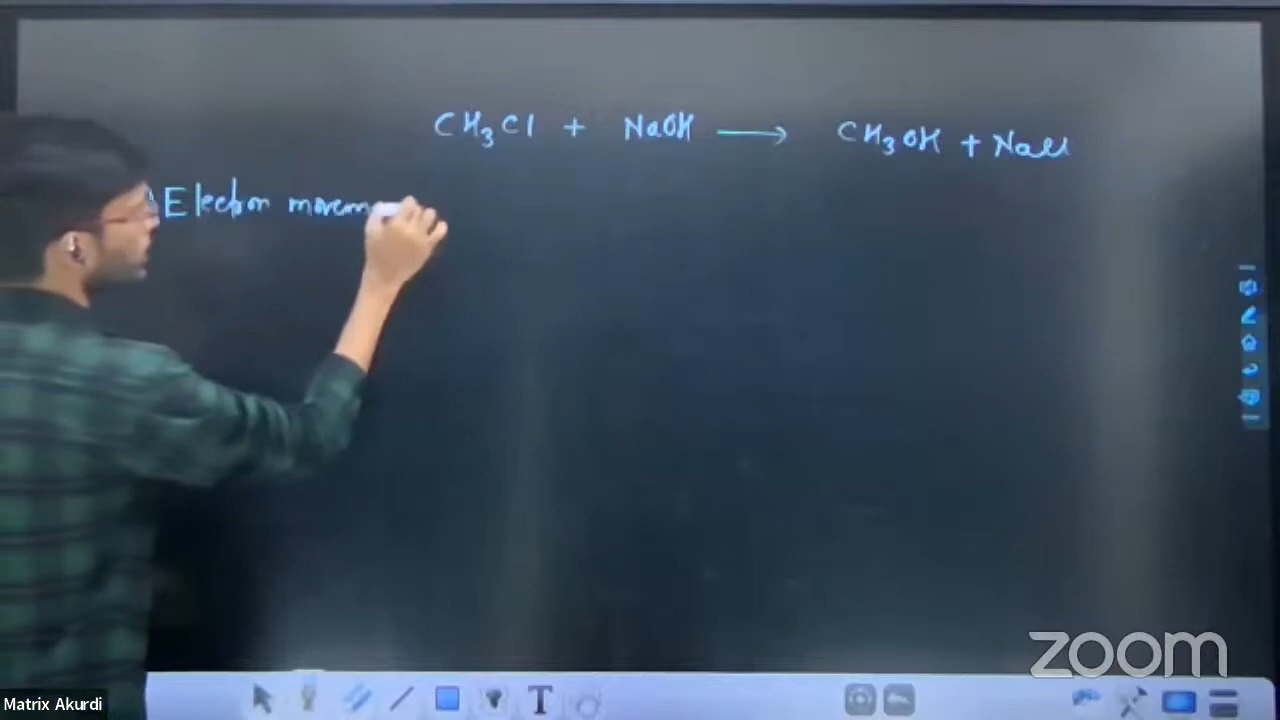 CH3Cl + NaOH → CH3OH + NaCl
Electron movem
zoom
T
Matrix Akurdi